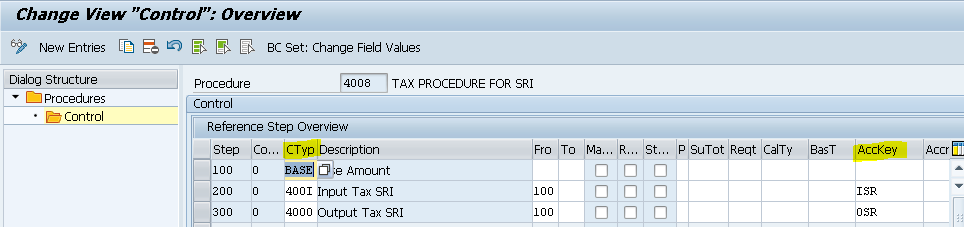 Change View "Control": Overview
New Entries BC Set: Change Field Values
Dialog Structure
Procedures
Control
Procedure 4008 TAX PROCEDURE FOR SRI
Control
Reference Step Overview
Step Co... CTyp Description Fro To Ma... R... St... P SuTot Reqt CalTy BasT AccKey Accr
100 0 BASE se Amount
200 0 400I Input Tax SRI 100 ISR
300 0 400O Output Tax SRI 100 OSR